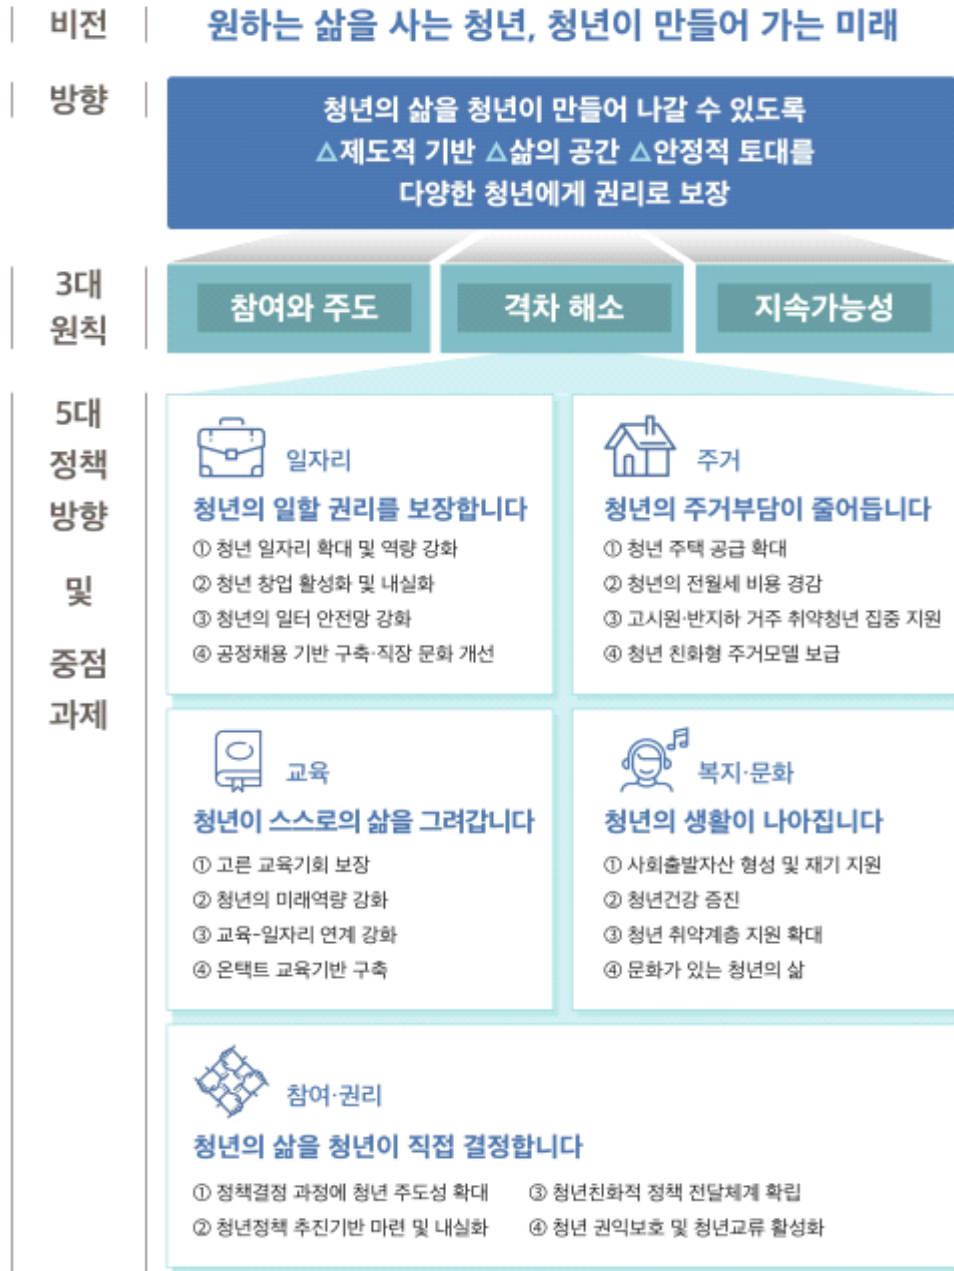 비전
원하는 삶을 사는 청년, 청년이 만들어 가는 미래
방향
청년의 삶을 청년이 만들어 나갈 수 있도록
△제도적 기반 △삶의 공간 △안정적 토대를
다양한 청년에게 권리로 보장
3대
원칙
참여와 주도
격차 해소
지속가능성
5대
정책
방향
및
중점
과제
일자리
청년의 일할 권리를 보장합니다
① 청년 일자리 확대 및 역량 강화
② 청년 창업 활성화 및 내실화
③ 청년의 일터 안전망 강화
④ 공정채용 기반 구축·직장 문화 개선
주거
청년의 주거부담이 줄어듭니다
① 청년 주택 공급 확대
② 청년의 전월세 비용 경감
③ 고시원·반지하 거주 취약청년 집중 지원
④ 청년 친화형 주거모델 보급
교육
청년이 스스로의 삶을 그려갑니다
① 고른 교육기회 보장
② 청년의 미래역량 강화
③ 교육-일자리 연계 강화
④ 온택트 교육기반 구축
복지·문화
청년의 생활이 나아집니다
① 사회출발자산 형성 및 재기 지원
② 청년건강 증진
③ 청년 취약계층 지원 확대
④ 문화가 있는 청년의 삶
참여·권리
청년의 삶을 청년이 직접 결정합니다
① 정책결정 과정에 청년 주도성 확대
② 청년정책 추진기반 마련 및 내실화
③ 청년친화적 정책 전달체계 확립
④ 청년 권익보호 및 청년교류 활성화